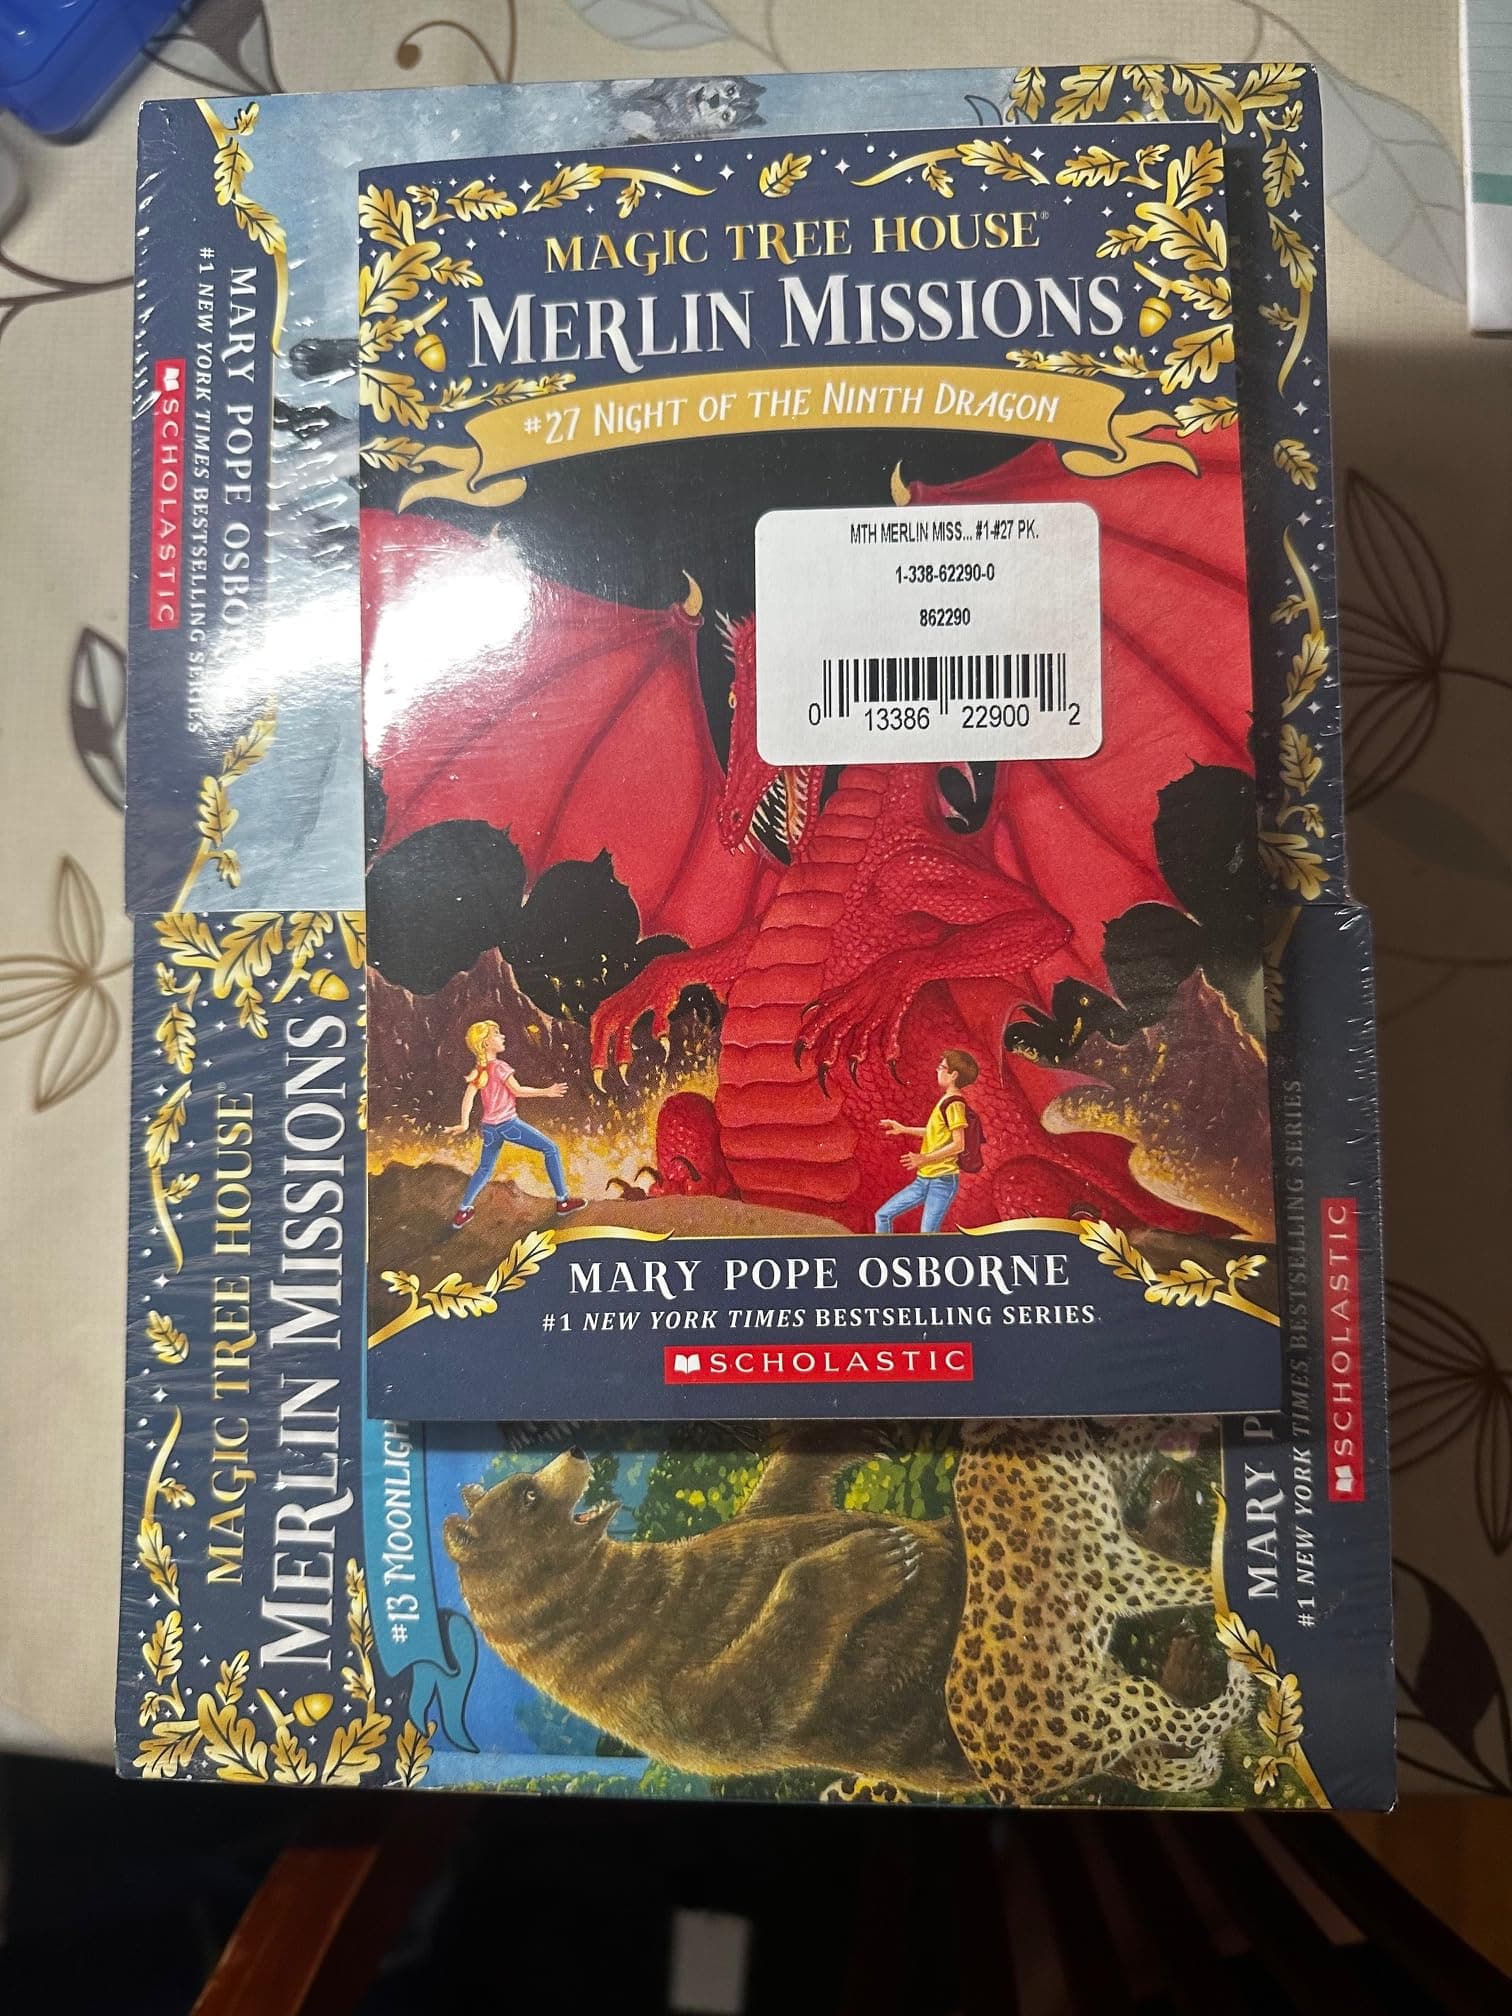 MAGIC TREE HOUSE®
MERLIN MISSIONS
#27 NIGHT OF THE NINTH DRAGON
MTH MERLIN MISS... #1-#27 PK.
1-338-62290-0
862290
0 13386 22900 2
MARY POPE OSBORNE
#1 NEW YORK TIMES BESTSELLING SERIES
SCHOLASTIC
MARY POPE OSBO
#1 NEW YORK TIMES BESTSELLING SERIES
SCHOLASTIC
MAGIC TREE HOUSE®
MERLIN MISSIONS
#13 MOONLIGH
MARY P
#1 NEW YORK TIMES BESTSELLING SERIES
SCHOLASTIC